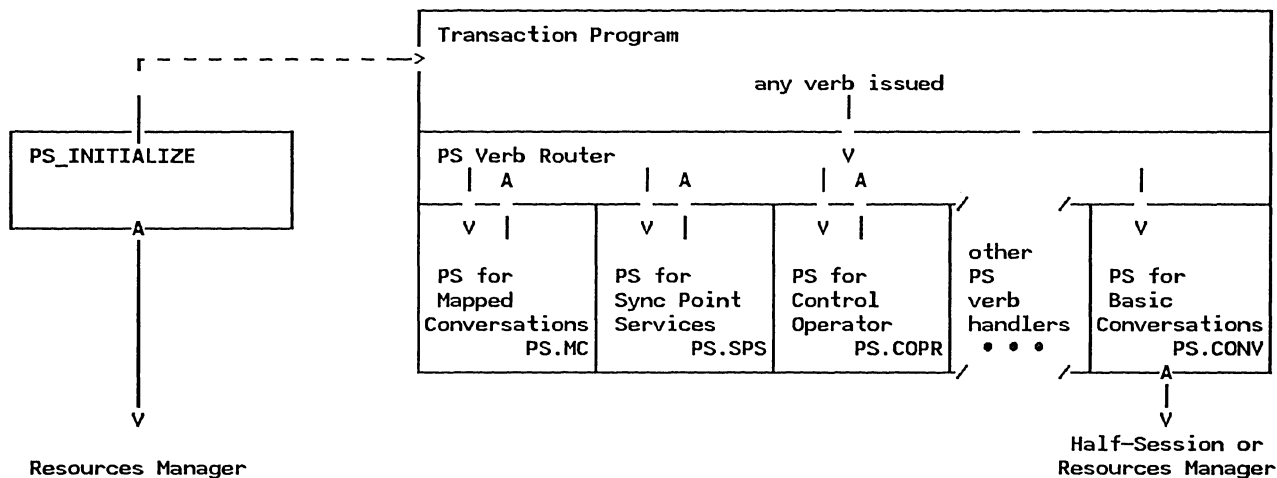 Transaction Program
any verb issued
PS_INITIALIZE
PS Verb Router
PS for
Mapped
Conversations
PS.MC
PS for
Sync Point
Services
PS.SPS
PS for
Control
Operator
PS.COPR
other
PS
verb
handlers
• • •
PS for
Basic
Conversations
PS.CONV
Resources Manager
Half-Session or
Resources Manager